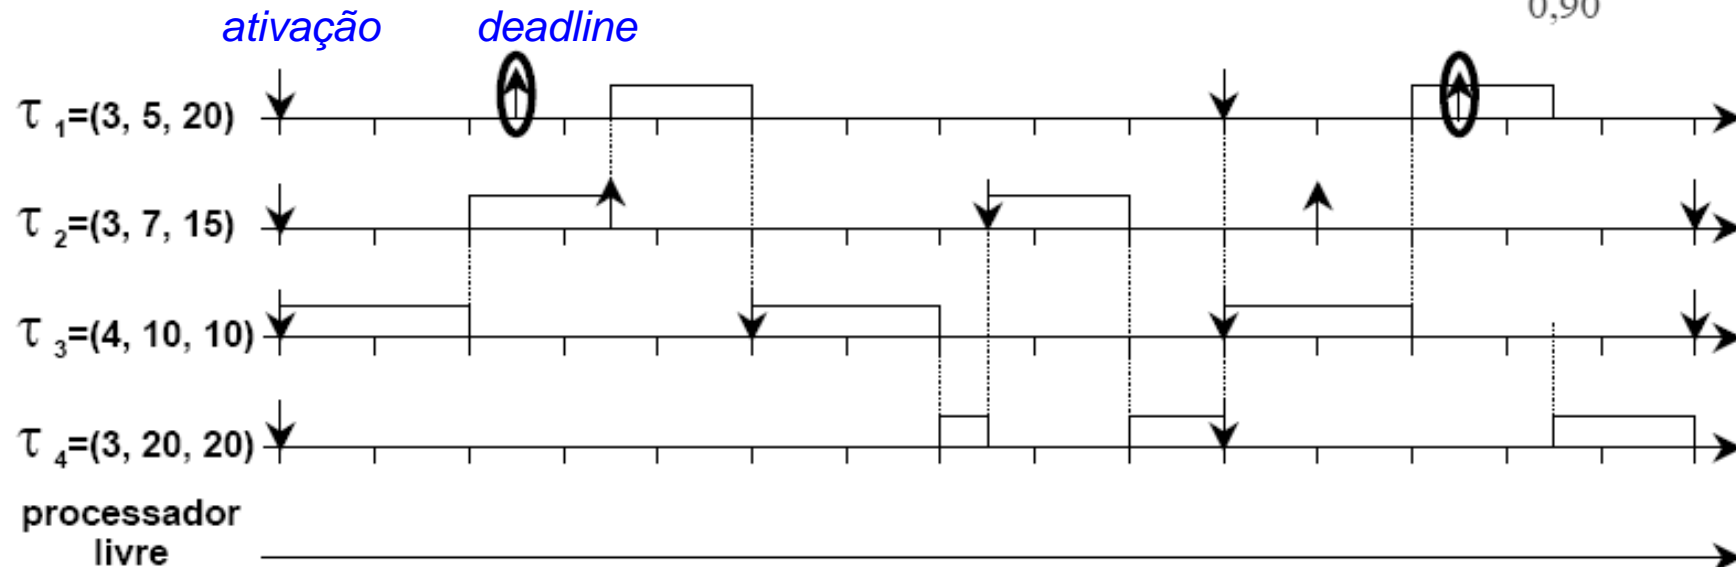 0,90
ativação deadline
τ 1=(3, 5, 20)
τ 2=(3, 7, 15)
τ 3=(4, 10, 10)
τ 4=(3, 20, 20)
processador
livre